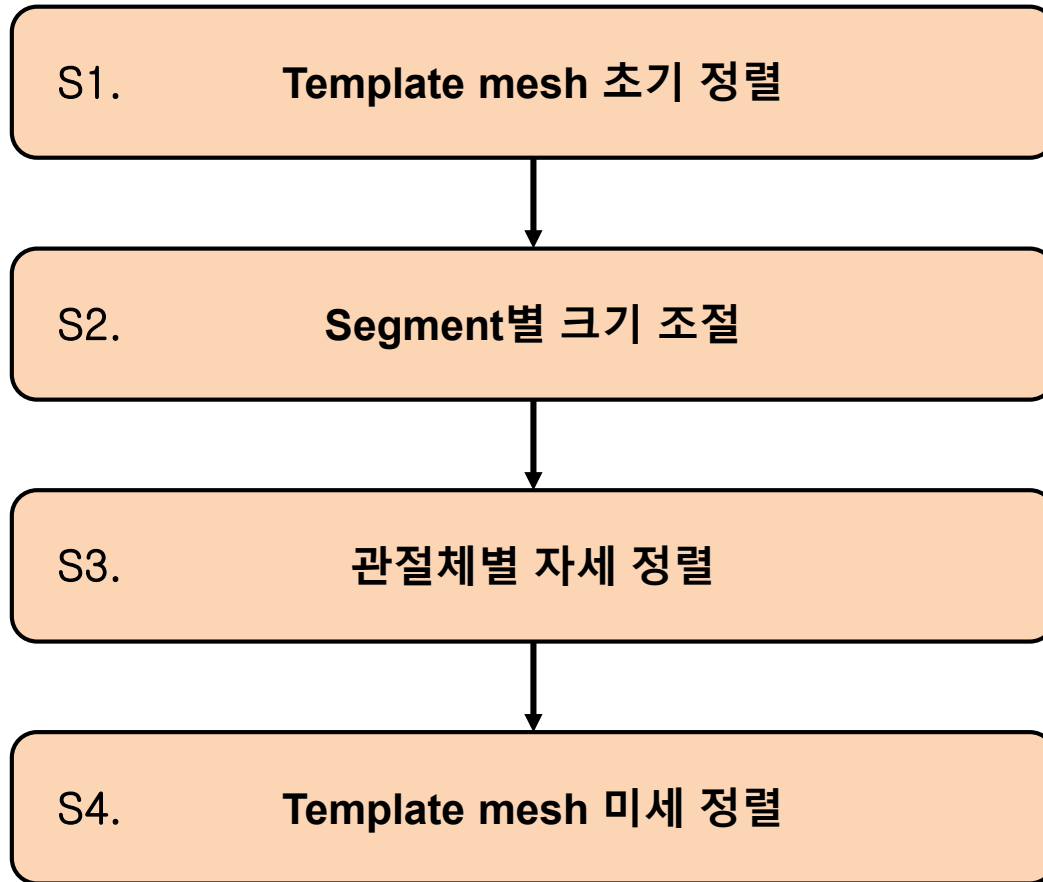 S1. Template mesh 초기 정렬
S2. Segment별 크기 조절
S3. 관절체별 자세 정렬
S4. Template mesh 미세 정렬